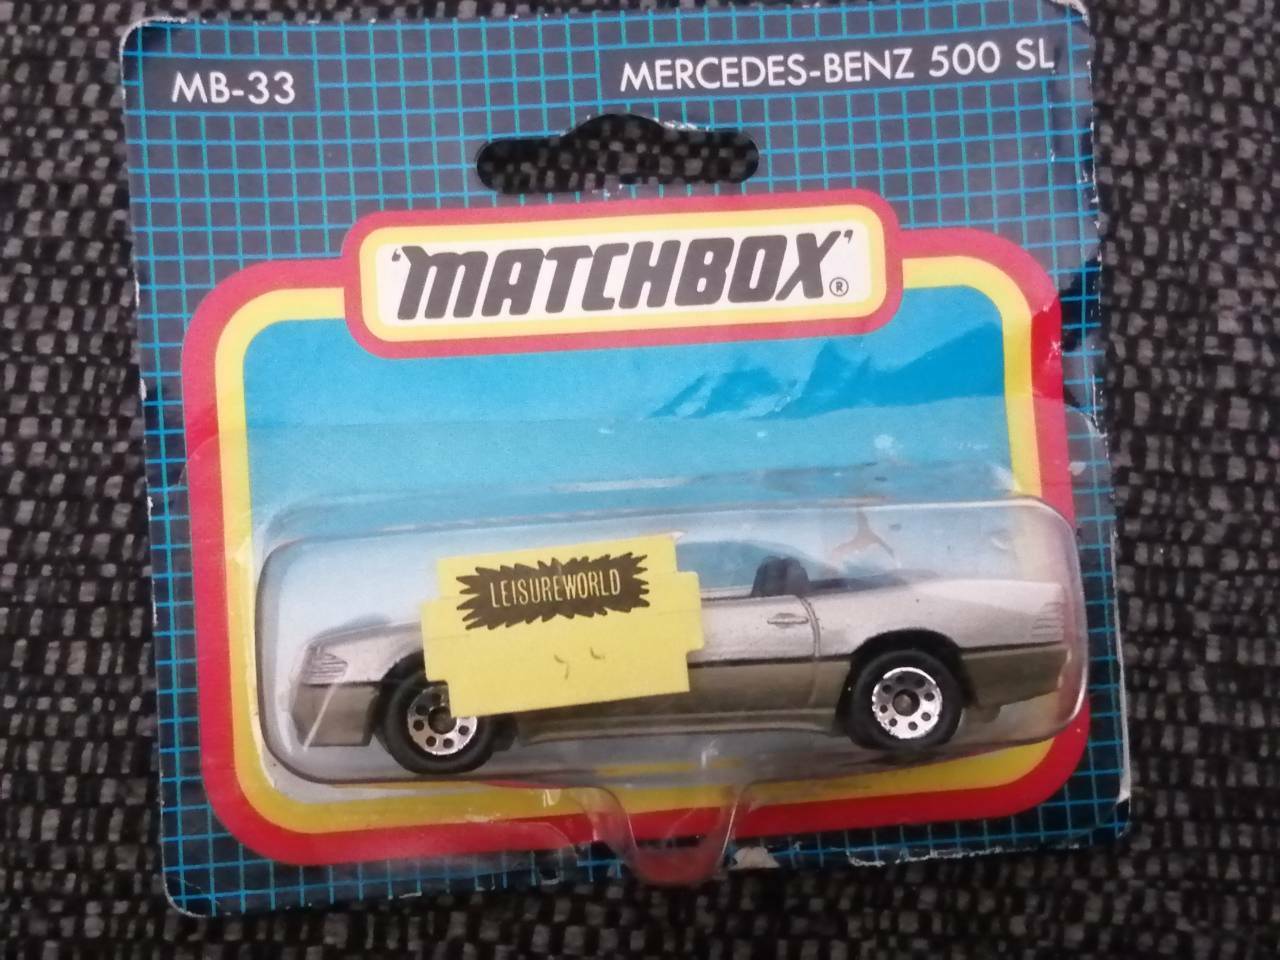 MB-33
MERCEDES-BENZ 500 SL
'MATCHBOX'®
LEISUREWORLD